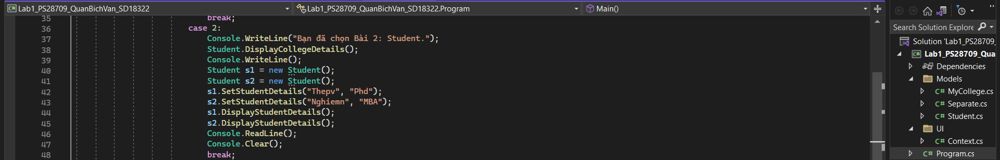 Lab1_PS28709_QuanBichVan_SD18322
Lab1_PS28709_QuanBichVan_SD18322.Program
Main()
35 break;
36 case 2:
37 Console.WriteLine("Bạn đã chọn Bài 2: Student.");
38 Student.DisplayCollegeDetails();
39 Console.WriteLine();
40 Student s1 = new Student();
41 Student s2 = new Student();
42 s1.SetStudentDetails("Thepv", "Phd");
43 s2.SetStudentDetails("Nghiemn", "MBA");
44 s1.DisplayStudentDetails();
45 s2.DisplayStudentDetails();
46 Console.ReadLine();
47 Console.Clear();
48 break;
Search Solution Explore
Solution 'Lab1_PS28709_
C# Lab1_PS28709_Qua
Dependencies
Models
C# MyCollege.cs
C# Separate.cs
C# Student.cs
UI
C# Context.cs
C# Program.cs